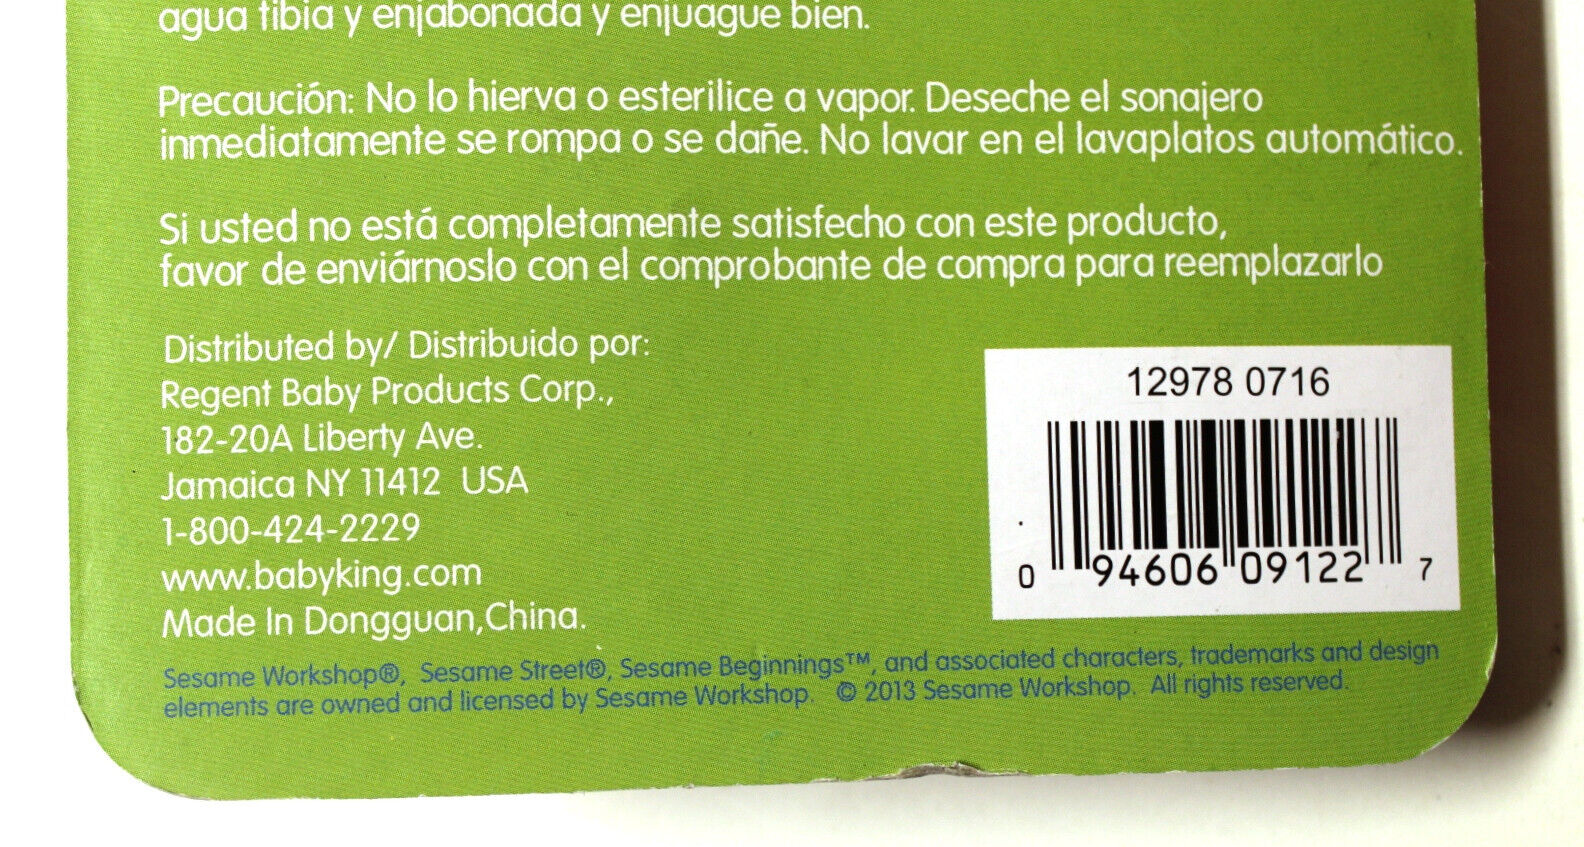 agua tibia y enjabonada y enjuague bien.
Precaución: No lo hierva o esterilice a vapor. Deseche el sonajero
inmediatamente se rompa o se dañe. No lavar en el lavaplatos automático.
Si usted no está completamente satisfecho con este producto,
favor de enviárnoslo con el comprobante de compra para reemplazarlo
Distributed by/ Distribuido por:
Regent Baby Products Corp.,
182-20A Liberty Ave.
Jamaica NY 11412 USA
1-800-424-2229
www.babyking.com
Made In Dongguan,China.
12978 0716
0 94606 09122 7
Sesame Workshop®, Sesame Street®, Sesame Beginnings™, and associated characters, trademarks and design
elements are owned and licensed by Sesame Workshop. © 2013 Sesame Workshop. All rights reserved.